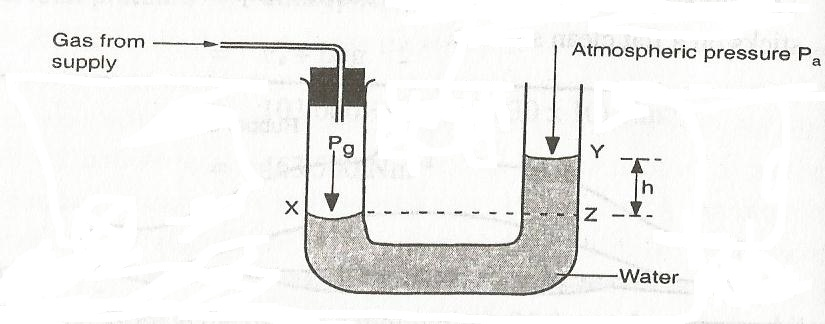 Gas from
supply
Atmospheric pressure Pa
Pg
Y
h
X
Z
Water